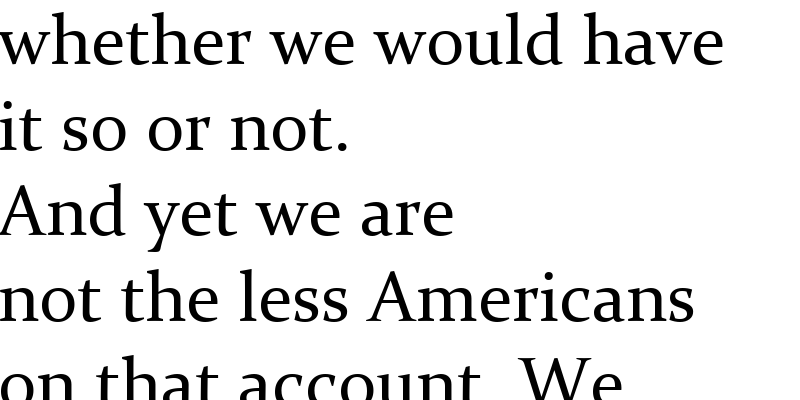 whether we would have
it so or not.
And yet we are
not the less Americans
on that account. We